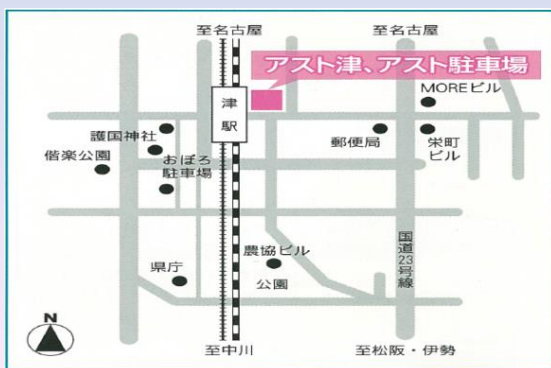 至名古屋
至名古屋
アスト津、アスト駐車場
MOREビル
津駅
護国神社
郵便局
栄町
ビル
偕楽公園
おぼろ
駐車場
国道23号線
農協ビル
県庁
公園
N
至中川
至松阪・伊勢